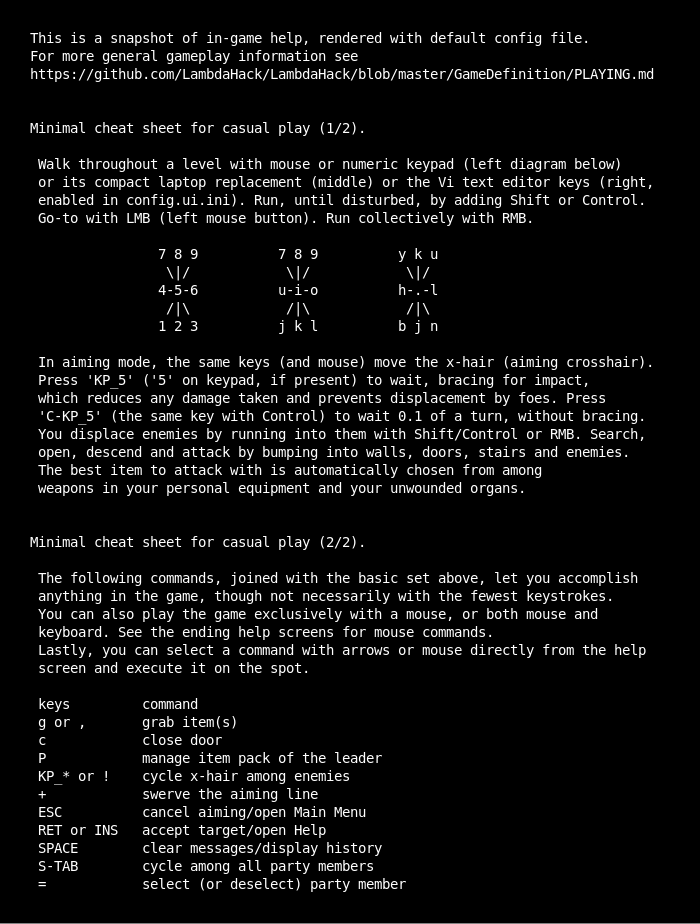 This is a snapshot of in-game help, rendered with default config file.
For more general gameplay information see
https://github.com/LambdaHack/LambdaHack/blob/master/GameDefinition/PLAYING.md
Minimal cheat sheet for casual play (1/2).
Walk throughout a level with mouse or numeric keypad (left diagram below)
or its compact laptop replacement (middle) or the Vi text editor keys (right,
enabled in config.ui.ini). Run, until disturbed, by adding Shift or Control.
Go-to with LMB (left mouse button). Run collectively with RMB.
7 8 9          7 8 9          y k u
 \|/            \|/            \|/
4-5-6          u-i-o          h-.-l
 /|\            /|\            /|\
1 2 3          j k l          b j n
In aiming mode, the same keys (and mouse) move the x-hair (aiming crosshair).
Press 'KP_5' ('5' on keypad, if present) to wait, bracing for impact,
which reduces any damage taken and prevents displacement by foes. Press
'C-KP_5' (the same key with Control) to wait 0.1 of a turn, without bracing.
You displace enemies by running into them with Shift/Control or RMB. Search,
open, descend and attack by bumping into walls, doors, stairs and enemies.
The best item to attack with is automatically chosen from among
weapons in your personal equipment and your unwounded organs.
Minimal cheat sheet for casual play (2/2).
The following commands, joined with the basic set above, let you accomplish
anything in the game, though not necessarily with the fewest keystrokes.
You can also play the game exclusively with a mouse, or both mouse and
keyboard. See the ending help screens for mouse commands.
Lastly, you can select a command with arrows or mouse directly from the help
screen and execute it on the spot.
keys         command
g or ,       grab item(s)
c            close door
P            manage item pack of the leader
KP_* or !    cycle x-hair among enemies
+            swerve the aiming line
ESC          cancel aiming/open Main Menu
RET or INS   accept target/open Help
SPACE        clear messages/display history
S-TAB        cycle among all party members
=            select (or deselect) party member